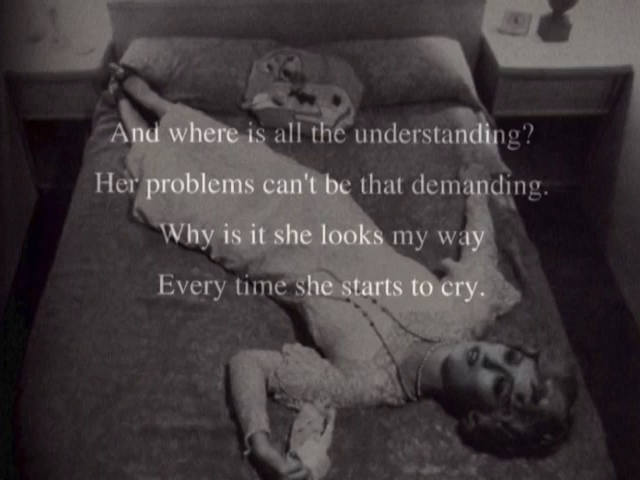 And where is all the understanding?
Her problems can't be that demanding.
Why is it she looks my way
Every time she starts to cry.